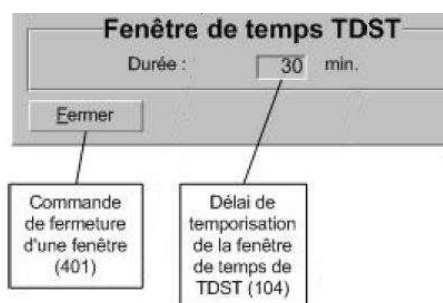 Fenêtre de temps TDST
Durée : 30 min.
Fermer
Commande
de fermeture
d'une fenêtre
(401)
Délai de
temporisation
de la fenêtre
de temps de
TDST (104)